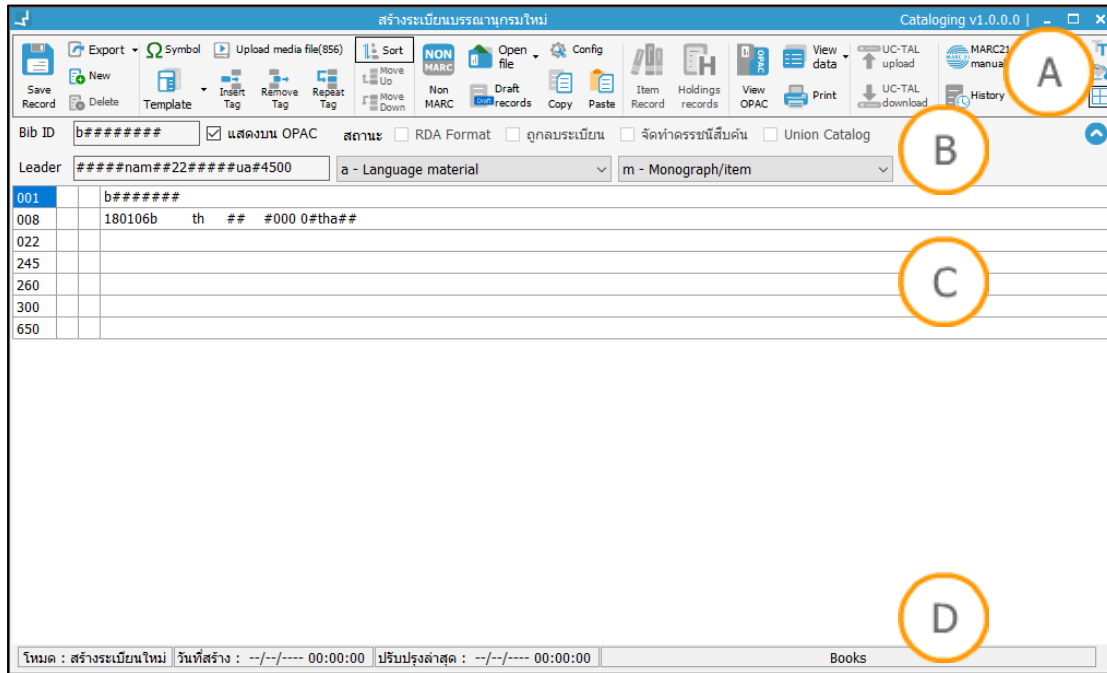 สร้างระเบียนบรรณานุกรมใหม่ Cataloging v1.0.0.0 |
Save Record Export Symbol Upload media file(856) Sort NON MARC Open file Config View data UC-TAL upload MARC21 manual
New Move Up OPAC A
Delete Template Insert Tag Remove Tag Repeat Tag Move Down Non MARC Draft records Copy Paste Item Record Holdings records View OPAC Print UC-TAL download History
Bib ID b######## แสดงบน OPAC สถานะ RDA Format ถูกลบระเบียน จัดทำดรรชนีสืบค้น Union Catalog B
Leader #####nam##22#####ua#4500 a - Language material m - Monograph/item
001 b#######
008 180106b th ## #000 0#tha##
022
245
260 C
300
650
D
โหมด : สร้างระเบียนใหม่ วันที่สร้าง : --/--/---- 00:00:00 ปรับปรุงล่าสุด : --/--/---- 00:00:00 Books